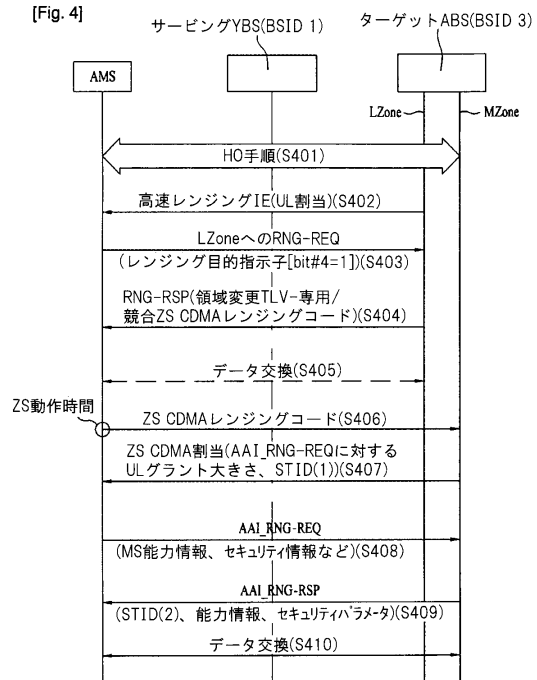 [Fig. 4]
サービングYBS(BSID 1)
ターゲットABS(BSID 3)
AMS
LZone
MZone
HO手順(S401)
高速レンジングIE(UL割当)(S402)
LZoneへのRNG-REQ
(レンジング目的指示子[bit#4=1])(S403)
RNG-RSP(領域変更TLV-専用/
競合ZS CDMAレンジングコード)(S404)
データ交換(S405)
ZS動作時間
ZS CDMAレンジングコード(S406)
ZS CDMA割当(AAI_RNG-REQに対する
ULグラント大きさ、STID(1))(S407)
AAI_RNG-REQ
(MS能力情報、セキュリティ情報など)(S408)
AAI_RNG-RSP
(STID(2)、能力情報、セキュリティパラメータ)(S409)
データ交換(S410)